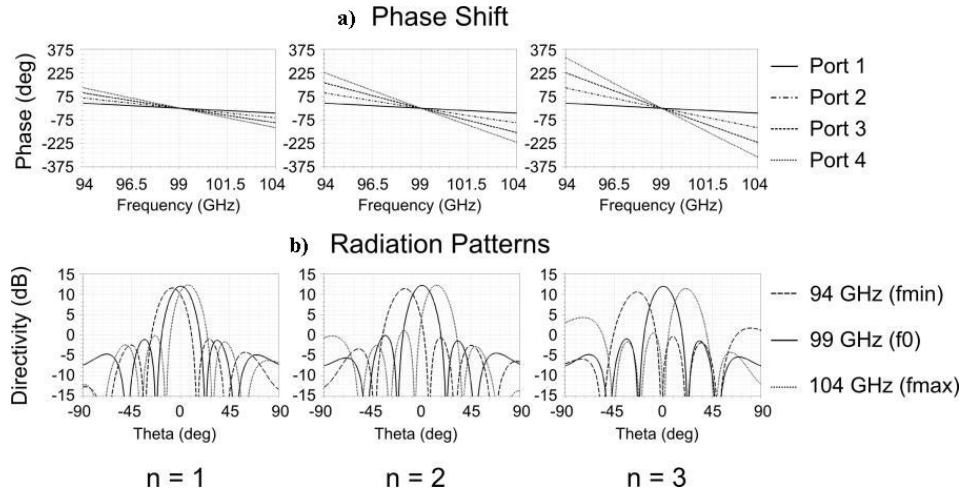 a) Phase Shift
Phase (deg)
375
225
75
-75
-225
-375
94 96.5 99 101.5 104
Frequency (GHz)
375
225
75
-75
-225
-375
94 96.5 99 101.5 104
Frequency (GHz)
375
225
75
-75
-225
-375
94 96.5 99 101.5 104
Frequency (GHz)
Port 1
Port 2
Port 3
Port 4
b) Radiation Patterns
Directivity (dB)
15
10
5
0
-5
-10
-15
-90 -45 0 45 90
Theta (deg)
15
10
5
0
-5
-10
-15
-90 -45 0 45 90
Theta (deg)
15
10
5
0
-5
-10
-15
-90 -45 0 45 90
Theta (deg)
94 GHz (fmin)
99 GHz (f0)
104 GHz (fmax)
n = 1
n = 2
n = 3